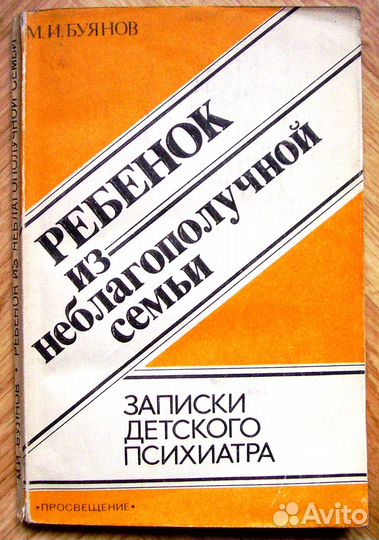 М. И. БУЯНОВ
РЕБЕНОК
ИЗ
неблагополучной
семьи
ЗАПИСКИ
ДЕТСКОГО
ПСИХИАТРА
•ПРОСВЕЩЕНИЕ•
М.И. БУЯНОВ • РЕБЕНОК ИЗ НЕБЛАГОПОЛУЧНОЙ СЕМЬИ
Avito